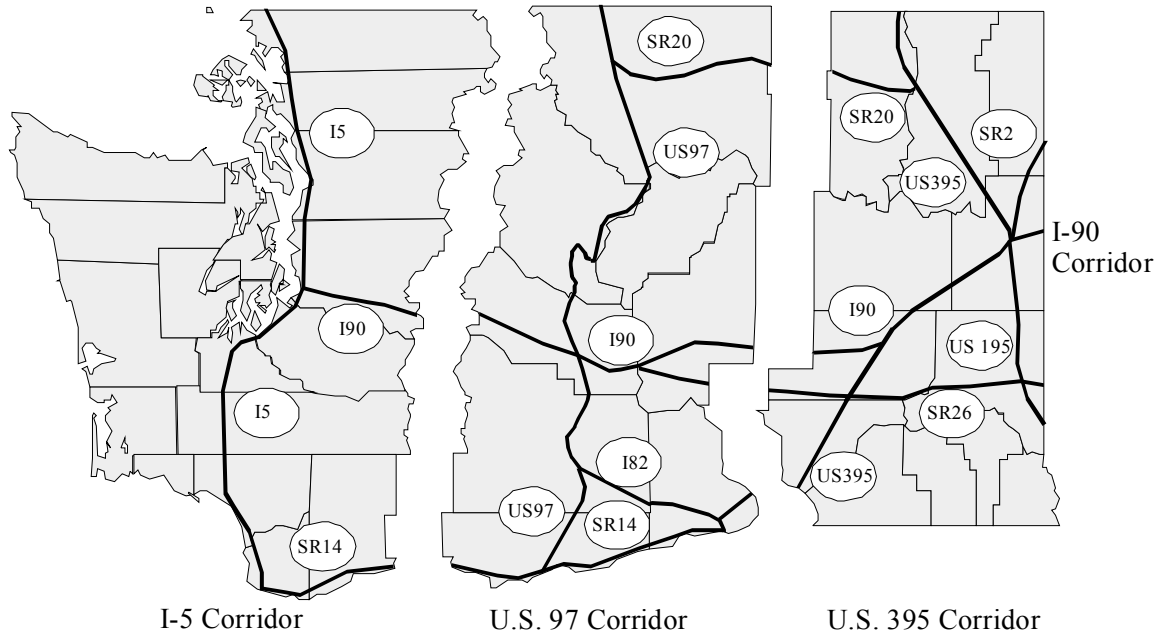 I5
I90
I5
SR14
I-5 Corridor
SR20
US97
I90
I82
US97
SR14
U.S. 97 Corridor
SR20
SR2
US395
I-90
Corridor
I90
US 195
SR26
US395
U.S. 395 Corridor